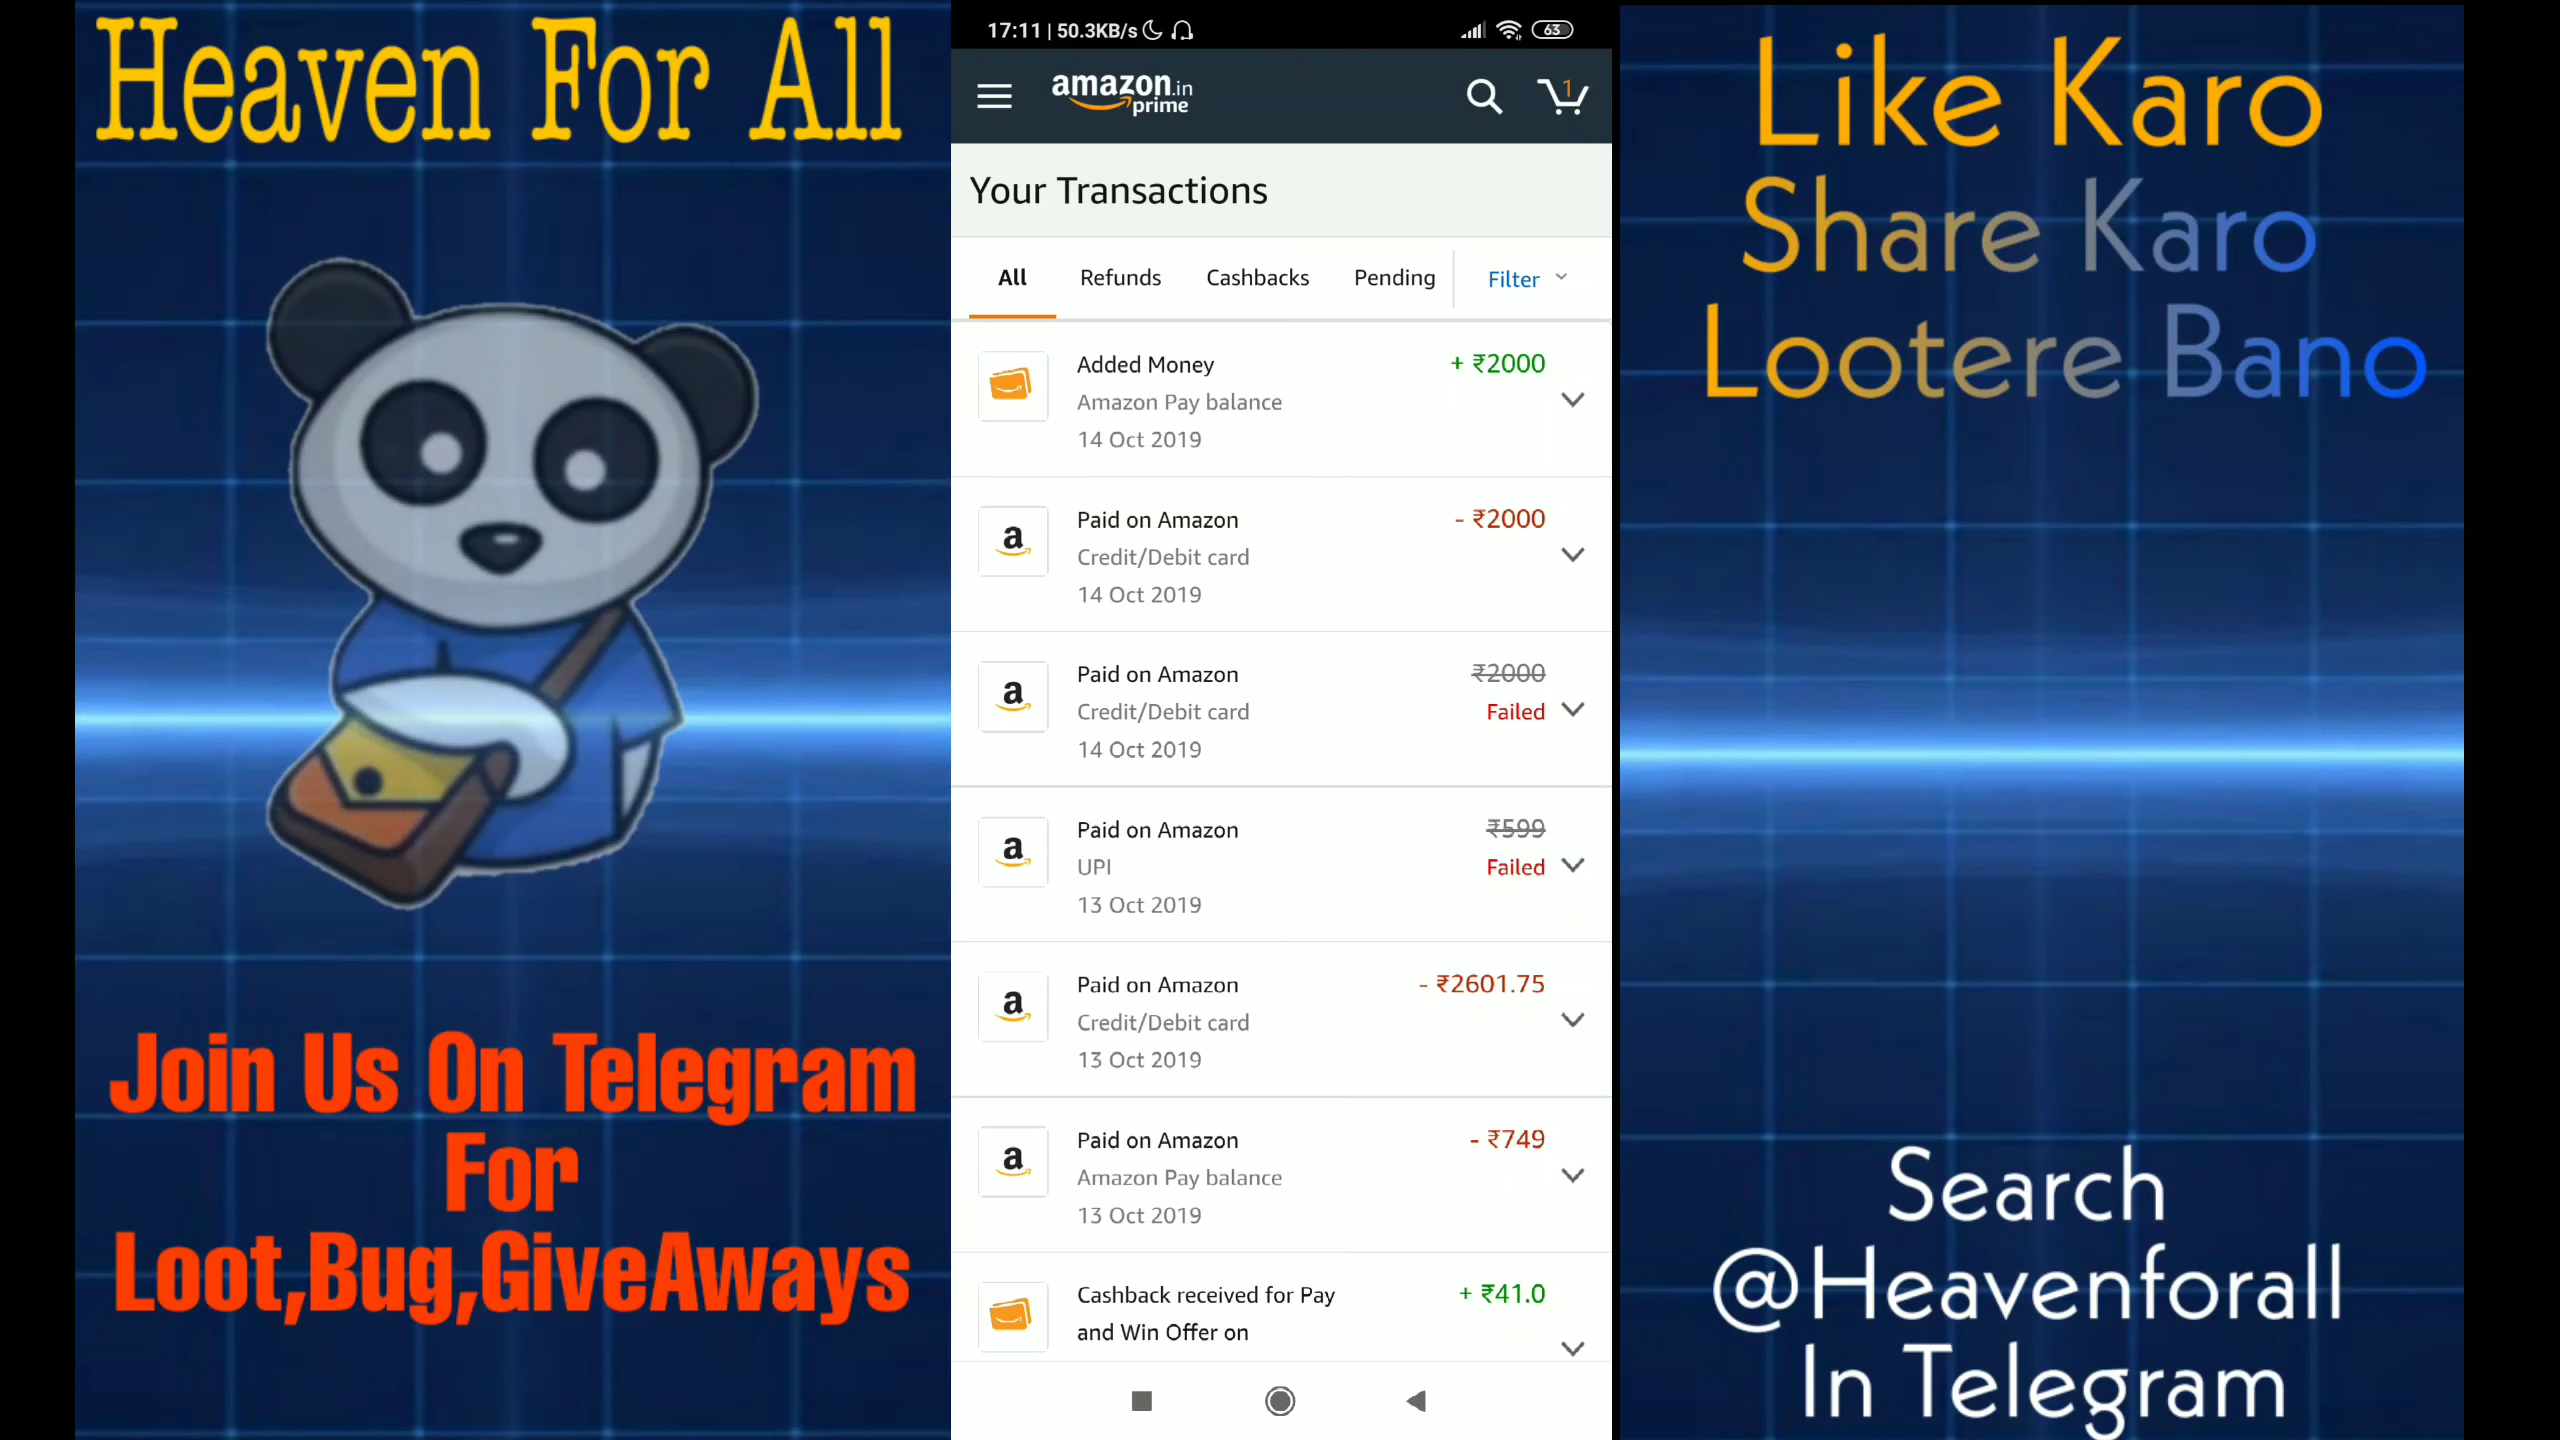 Heaven For All
Join Us On Telegram
For
Loot,Bug,GiveAways
17:11 | 50.3KB/s
63
amazon.in
prime
1
Your Transactions
All
Refunds
Cashbacks
Pending
Filter
Added Money
+ ₹2000
Amazon Pay balance
14 Oct 2019
Paid on Amazon
- ₹2000
Credit/Debit card
14 Oct 2019
Paid on Amazon
₹2000
Credit/Debit card
Failed
14 Oct 2019
Paid on Amazon
₹599
UPI
Failed
13 Oct 2019
Paid on Amazon
- ₹2601.75
Credit/Debit card
13 Oct 2019
Paid on Amazon
- ₹749
Amazon Pay balance
13 Oct 2019
Cashback received for Pay
+ ₹41.0
and Win Offer on
Like Karo
Share Karo
Lootere Bano
Search
@Heavenforall
In Telegram